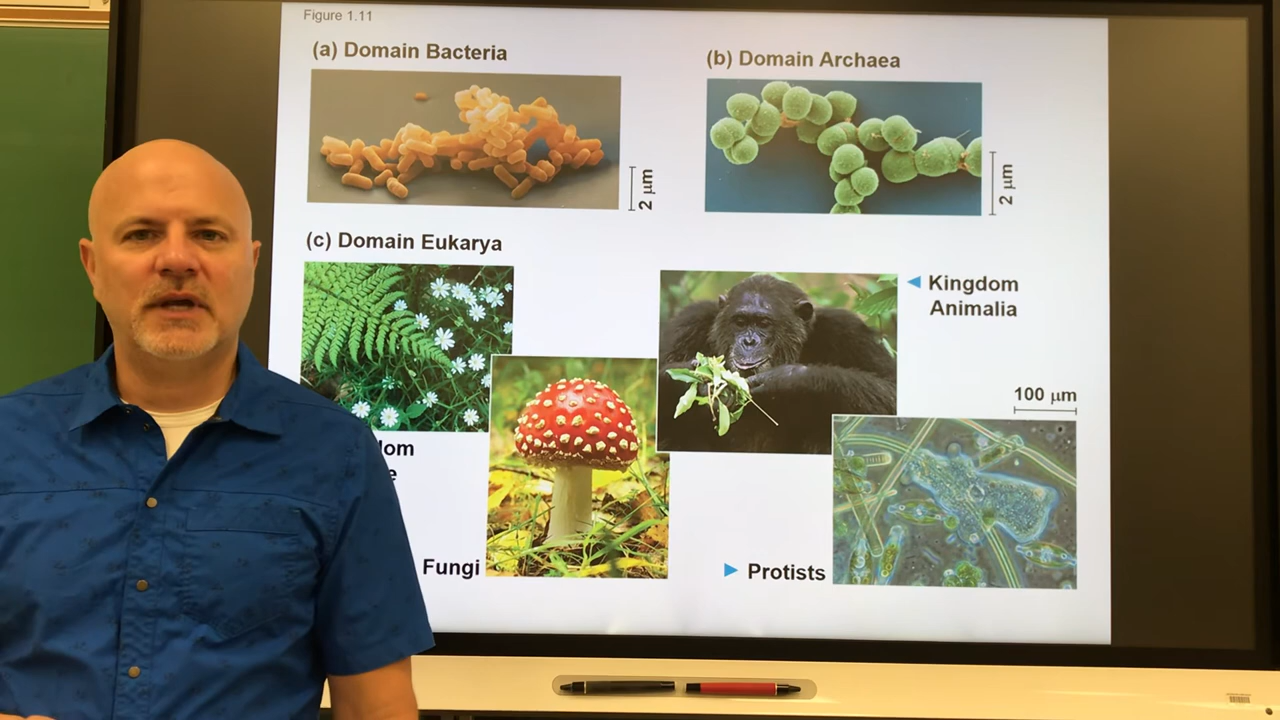 Figure 1.11
(a) Domain Bacteria
(b) Domain Archaea
2 µm
2 µm
(c) Domain Eukarya
Kingdom
Animalia
100 µm
Fungi
Protists